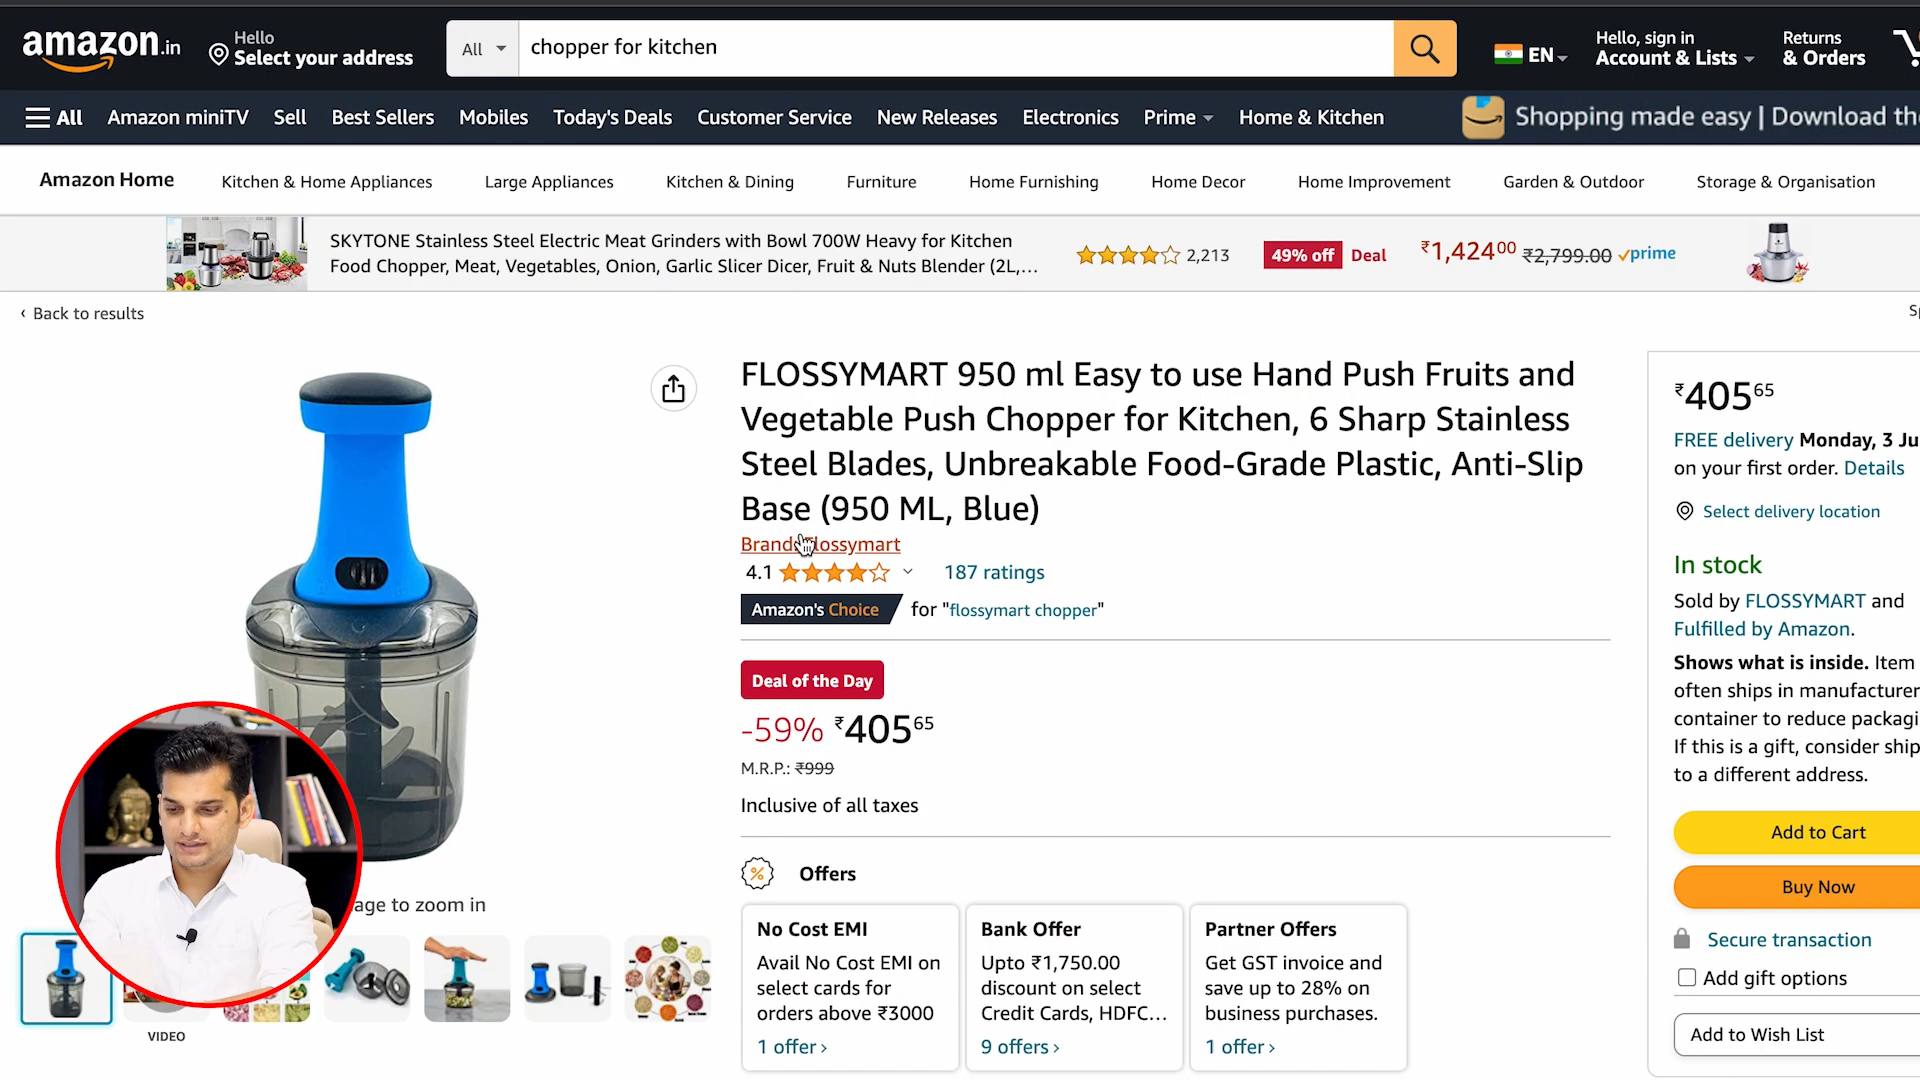 amazon.in
Hello
Select your address
All
chopper for kitchen
EN
Hello, sign in
Account & Lists
Returns
& Orders
All
Amazon miniTV
Sell
Best Sellers
Mobiles
Today's Deals
Customer Service
New Releases
Electronics
Prime
Home & Kitchen
Shopping made easy | Download
Amazon Home
Kitchen & Home Appliances
Large Appliances
Kitchen & Dining
Furniture
Home Furnishing
Home Decor
Home Improvement
Garden & Outdoor
Storage & Organisation
SKYTONE Stainless Steel Electric Meat Grinders with Bowl 700W Heavy for Kitchen
Food Chopper, Meat, Vegetables, Onion, Garlic Slicer Dicer, Fruit & Nuts Blender (2L,...
2,213
49% off
Deal
₹1,424.00
₹2,799.00
prime
‹ Back to results
FLOSSYMART 950 ml Easy to use Hand Push Fruits and
Vegetable Push Chopper for Kitchen, 6 Sharp Stainless
Steel Blades, Unbreakable Food-Grade Plastic, Anti-Slip
Base (950 ML, Blue)
Brand: Flossymart
4.1
187 ratings
Amazon's Choice for "flossymart chopper"
Deal of the Day
-59% ₹405 65
M.R.P.: ₹999
Inclusive of all taxes
Offers
No Cost EMI
Avail No Cost EMI on
select cards for
orders above ₹3000
1 offer ›
Bank Offer
Upto ₹1,750.00
discount on select
Credit Cards, HDFC...
9 offers ›
Partner Offers
Get GST invoice and
save up to 28% on
business purchases.
1 offer ›
to zoom in
VIDEO
₹405 65
FREE delivery Monday, 3
on your first order. Details
Select delivery location
In stock
Sold by FLOSSYMART and
Fulfilled by Amazon.
Shows what is inside. Item
often ships in manufacturer
container to reduce
If this is a gift, consider
to a different address.
Add to Cart
Buy Now
Secure transaction
Add gift options
Add to Wish List